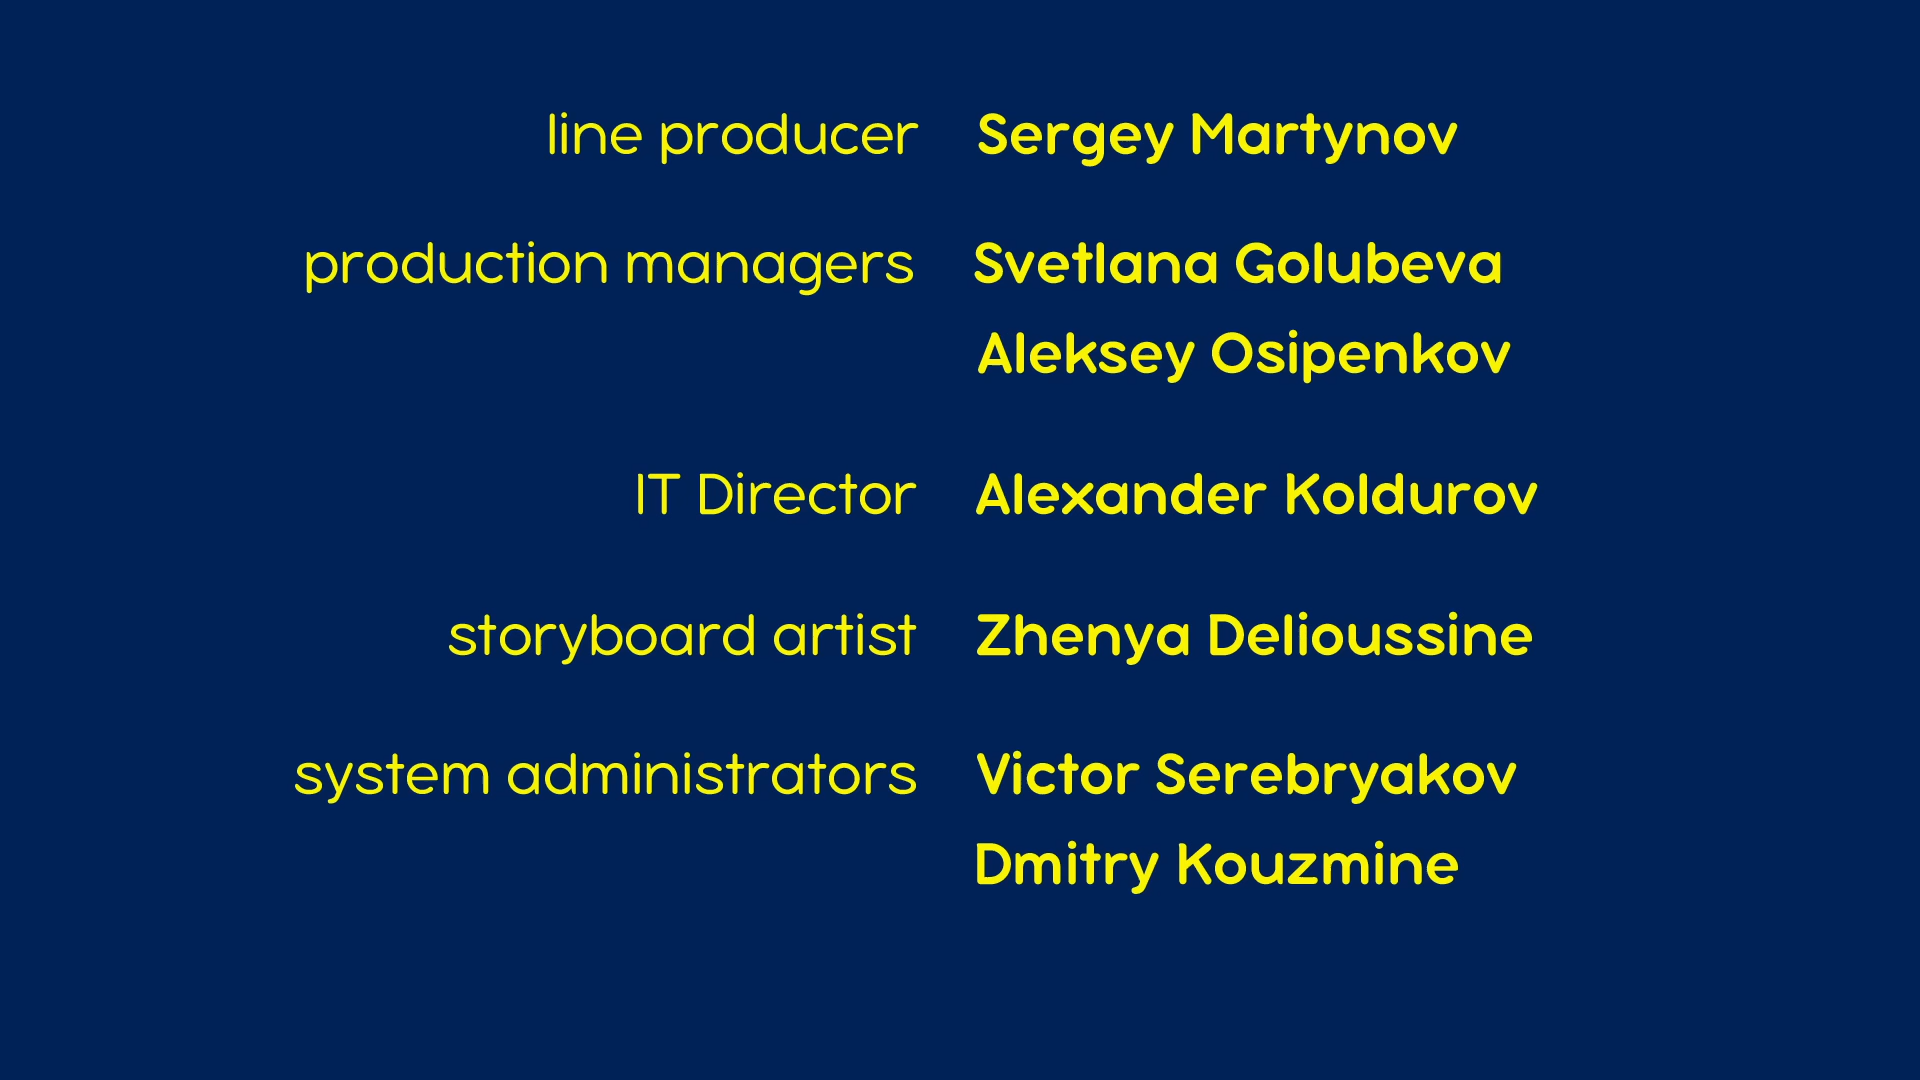 line producer Sergey Martynov
production managers Svetlana Golubeva
Aleksey Osipenkov
IT Director Alexander Koldurov
storyboard artist Zhenya Delioussine
system administrators Victor Serebryakov
Dmitry Kouzmine